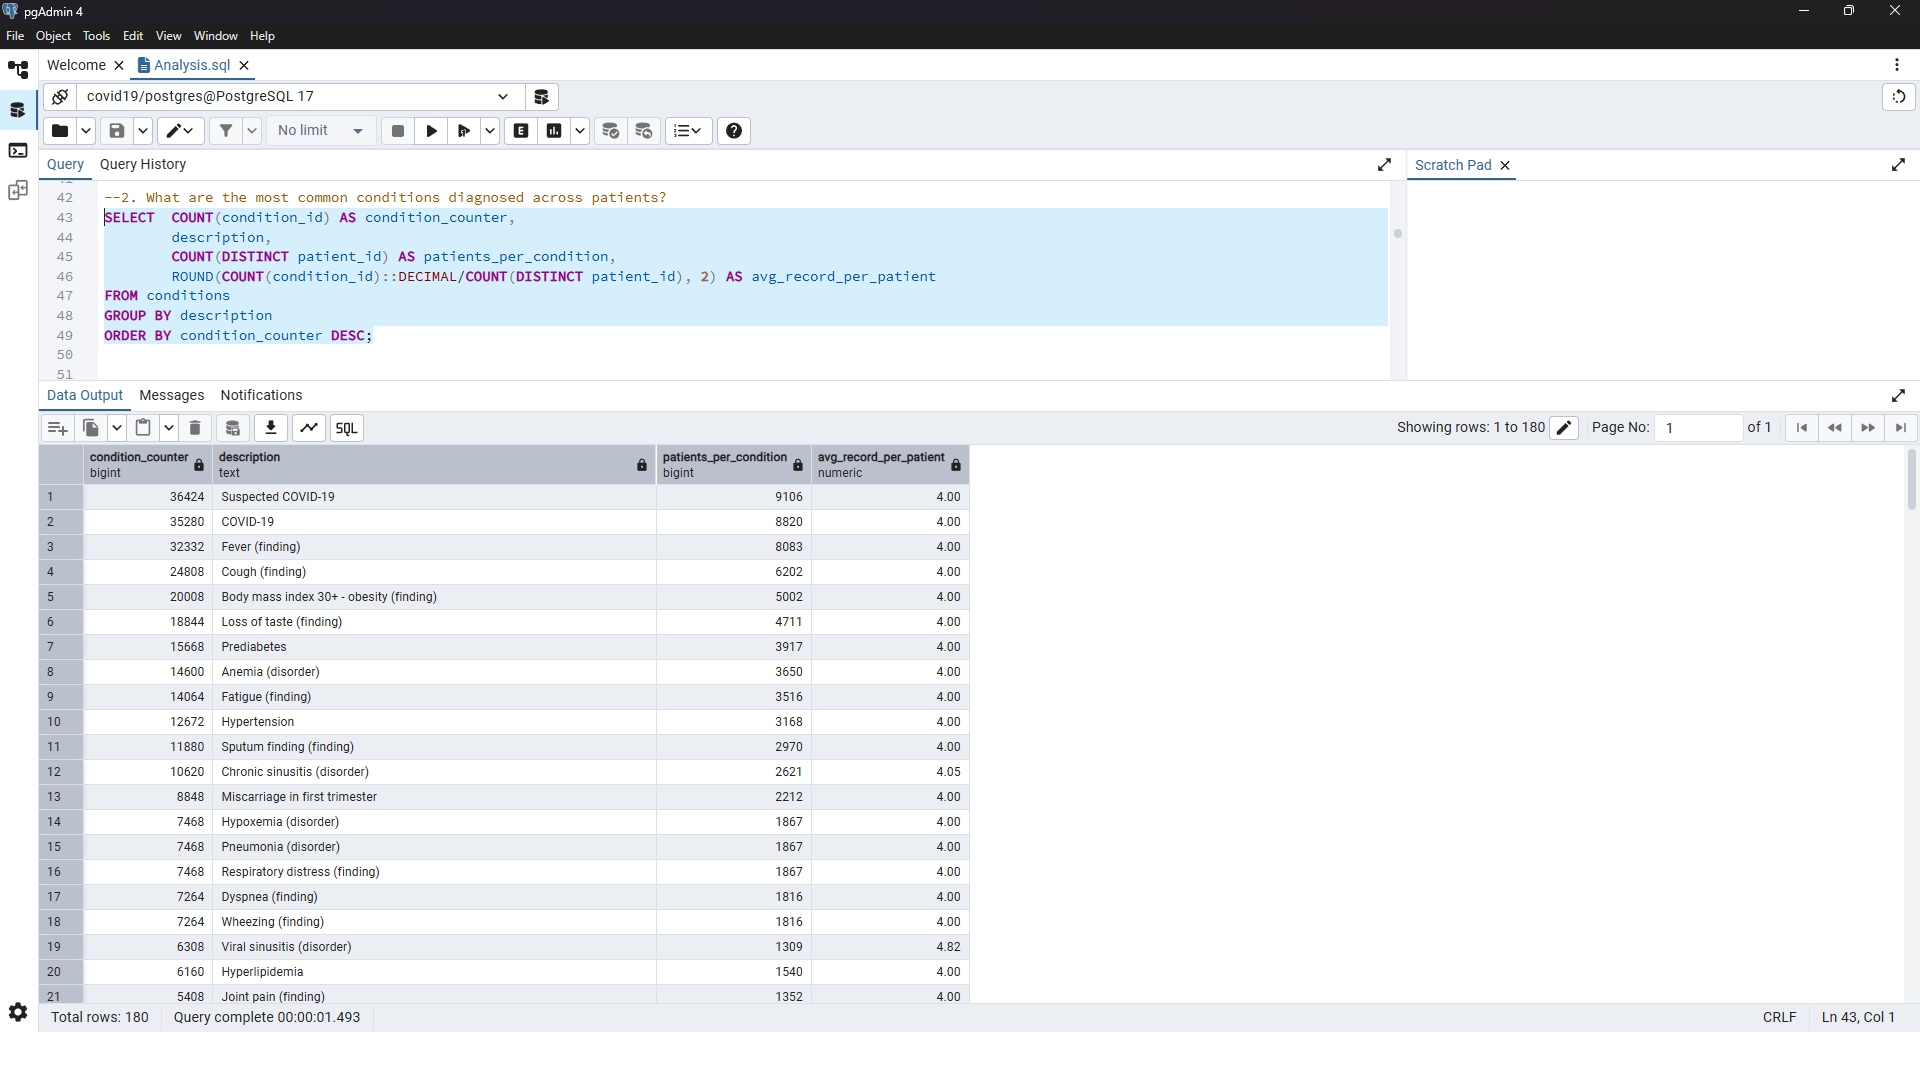 pgAdmin 4
File Object Tools Edit View Window Help
Welcome Analysis.sql
covid19/postgres@PostgreSQL 17
No limit
E
Query Query History
Scratch Pad
42 --2. What are the most common conditions diagnosed across patients?
43 SELECT COUNT(condition_id) AS condition_counter,
44 description,
45 COUNT(DISTINCT patient_id) AS patients_per_condition,
46 ROUND(COUNT(condition_id)::DECIMAL/COUNT(DISTINCT patient_id), 2) AS avg_record_per_patient
47 FROM conditions
48 GROUP BY description
49 ORDER BY condition_counter DESC;
50
51
Data Output Messages Notifications
SQL
Showing rows: 1 to 180 Page No: 1 of 1
condition_counter description patients_per_condition avg_record_per_patient
bigint text bigint numeric
1 36424 Suspected COVID-19 9106 4.00
2 35280 COVID-19 8820 4.00
3 32332 Fever (finding) 8083 4.00
4 24808 Cough (finding) 6202 4.00
5 20008 Body mass index 30+ - obesity (finding) 5002 4.00
6 18844 Loss of taste (finding) 4711 4.00
7 15668 Prediabetes 3917 4.00
8 14600 Anemia (disorder) 3650 4.00
9 14064 Fatigue (finding) 3516 4.00
10 12672 Hypertension 3168 4.00
11 11880 Sputum finding (finding) 2970 4.00
12 10620 Chronic sinusitis (disorder) 2621 4.05
13 8848 Miscarriage in first trimester 2212 4.00
14 7468 Hypoxemia (disorder) 1867 4.00
15 7468 Pneumonia (disorder) 1867 4.00
16 7468 Respiratory distress (finding) 1867 4.00
17 7264 Dyspnea (finding) 1816 4.00
18 7264 Wheezing (finding) 1816 4.00
19 6308 Viral sinusitis (disorder) 1309 4.82
20 6160 Hyperlipidemia 1540 4.00
21 5408 Joint pain (finding) 1352 4.00
Total rows: 180 Query complete 00:00:01.493 CRLF Ln 43, Col 1